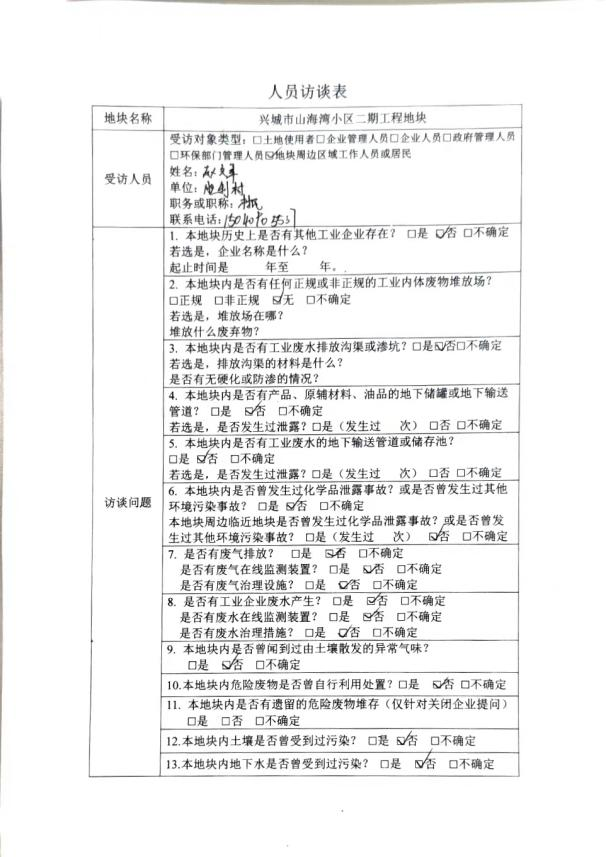 人员访谈表
地块名称 兴城市山海湾小区二期工程地块
受访人员
受访对象类型:□土地使用者□企业管理人员□企业人员□政府管理人员
□环保部门管理人员☑地块周边区域工作人员或居民
姓名:
单位:胜利村
职务或职称:村民
联系电话:
访谈问题
1. 本地块历史上是否有其他工业企业存在? □是 ☑否 □不确定
若选是,企业名称是什么?
起止时间是 年至 年。
2. 本地块内是否有任何正规或非正规的工业内体废物堆放场?
□正规 □非正规 ☑无 □不确定
若选是,堆放场在哪?
堆放什么废弃物?
3. 本地块内是否有工业废水排放沟渠或渗坑?□是☑否□不确定
若选是,排放沟渠的材料是什么?
是否有无硬化或防渗的情况?
4. 本地块内是否有产品、原辅材料、油品的地下储罐或地下输送
管道? □是 ☑否 □不确定
若选是,是否发生过泄露?□是(发生过 次) □否 □不确定
5. 本地块内是否有工业废水的地下输送管道或储存池?
□是 ☑否 □不确定
若选是,是否发生过泄露?□是(发生过 次) □否 □不确定
6. 本地块内是否曾发生过化学品泄露事故?或是否曾发生过其他
环境污染事故? □是 ☑否 □不确定
本地块周边临近地块是否曾发生过化学品泄露事故?或是否曾发
生过其他环境污染事故? □是(发生过 次) ☑否 □不确定
7. 是否有废气排放? □是 ☑否 □不确定
是否有废气在线监测装置? □是 ☑否 □不确定
是否有废气治理设施? □是 ☑否 □不确定
8. 是否有工业企业废水产生? □是 ☑否 □不确定
是否有废水在线监测装置? □是 ☑否 □不确定
是否有废水治理措施? □是 ☑否 □不确定
9. 本地块内是否曾闻到过由土壤散发的异常气味?
□是 ☑否 □不确定
10.本地块内危险废物是否曾自行利用处置?□是 ☑否 □不确定
11. 本地块内是否有遗留的危险废物堆存(仅针对关闭企业提问)
□是 □否 □不确定
12.本地块内土壤是否曾受到过污染? □是 ☑否 □不确定
13.本地块内地下水是否曾受到过污染? □是 ☑否 □不确定